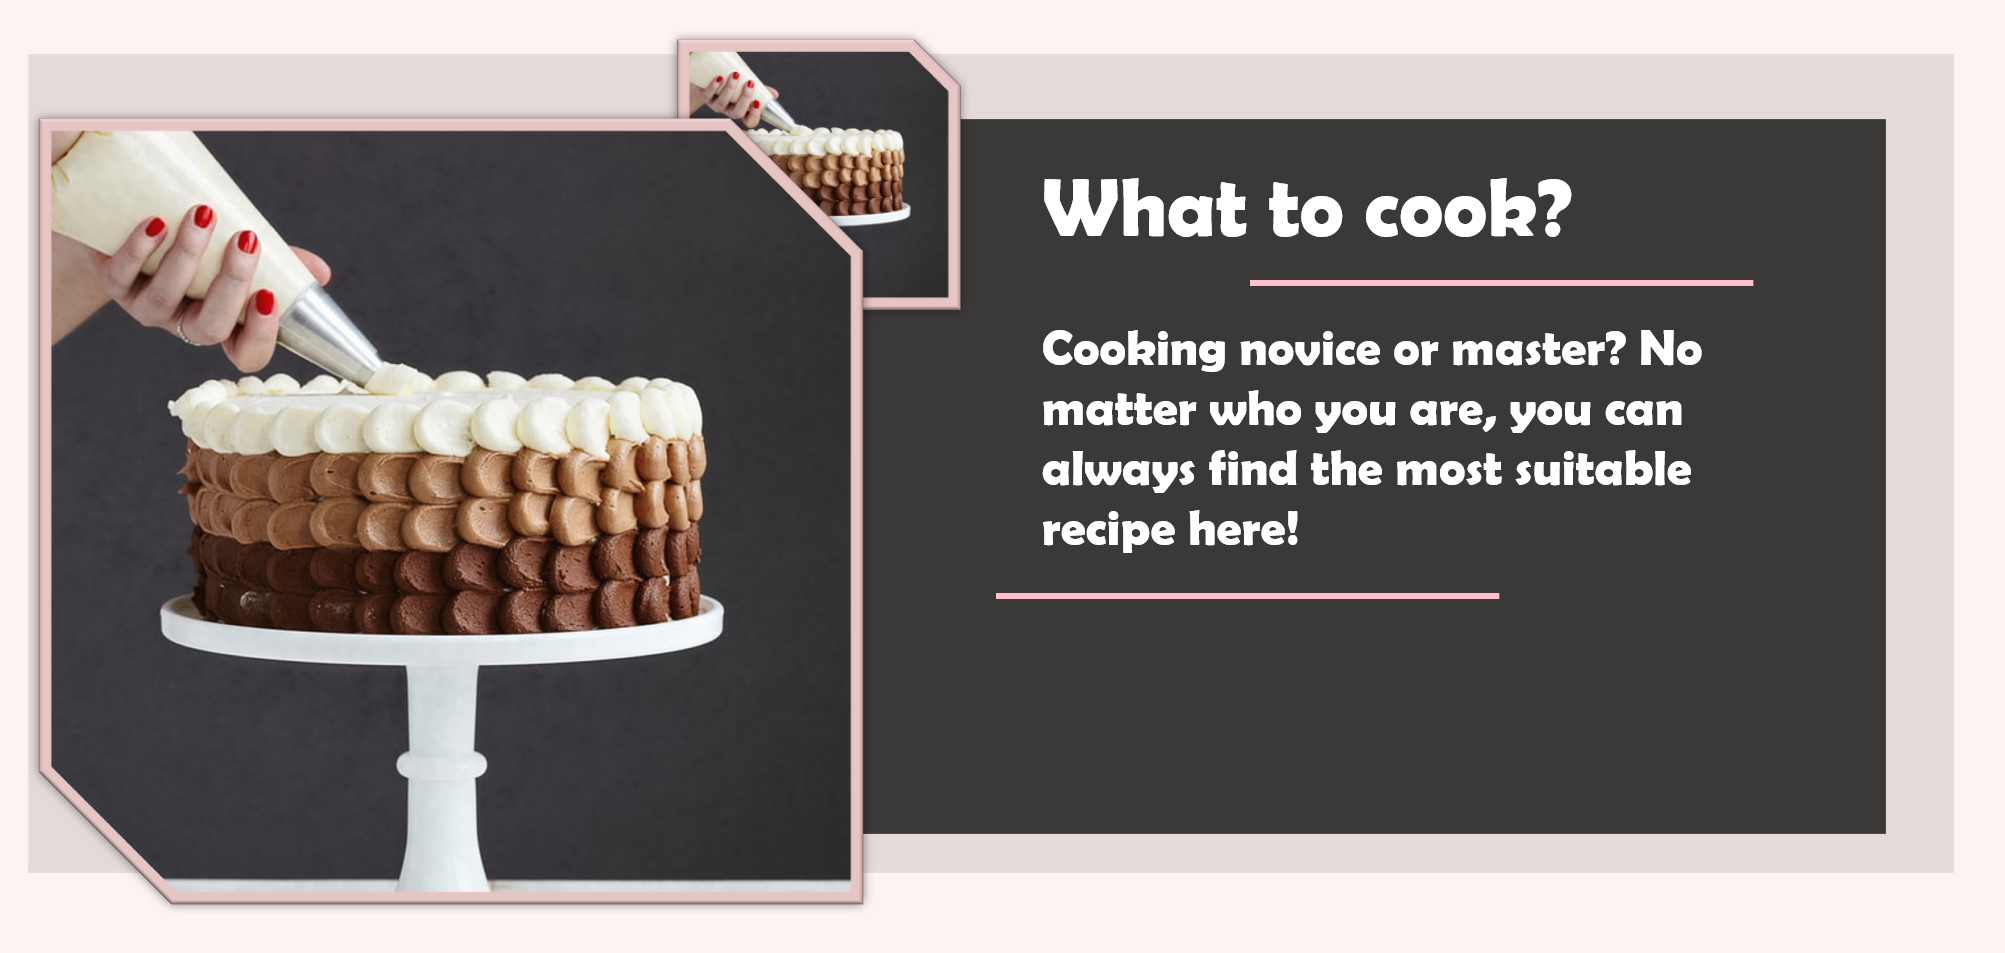 What to cook?
Cooking novice or master? No
matter who you are, you can
always find the most suitable
recipe here!